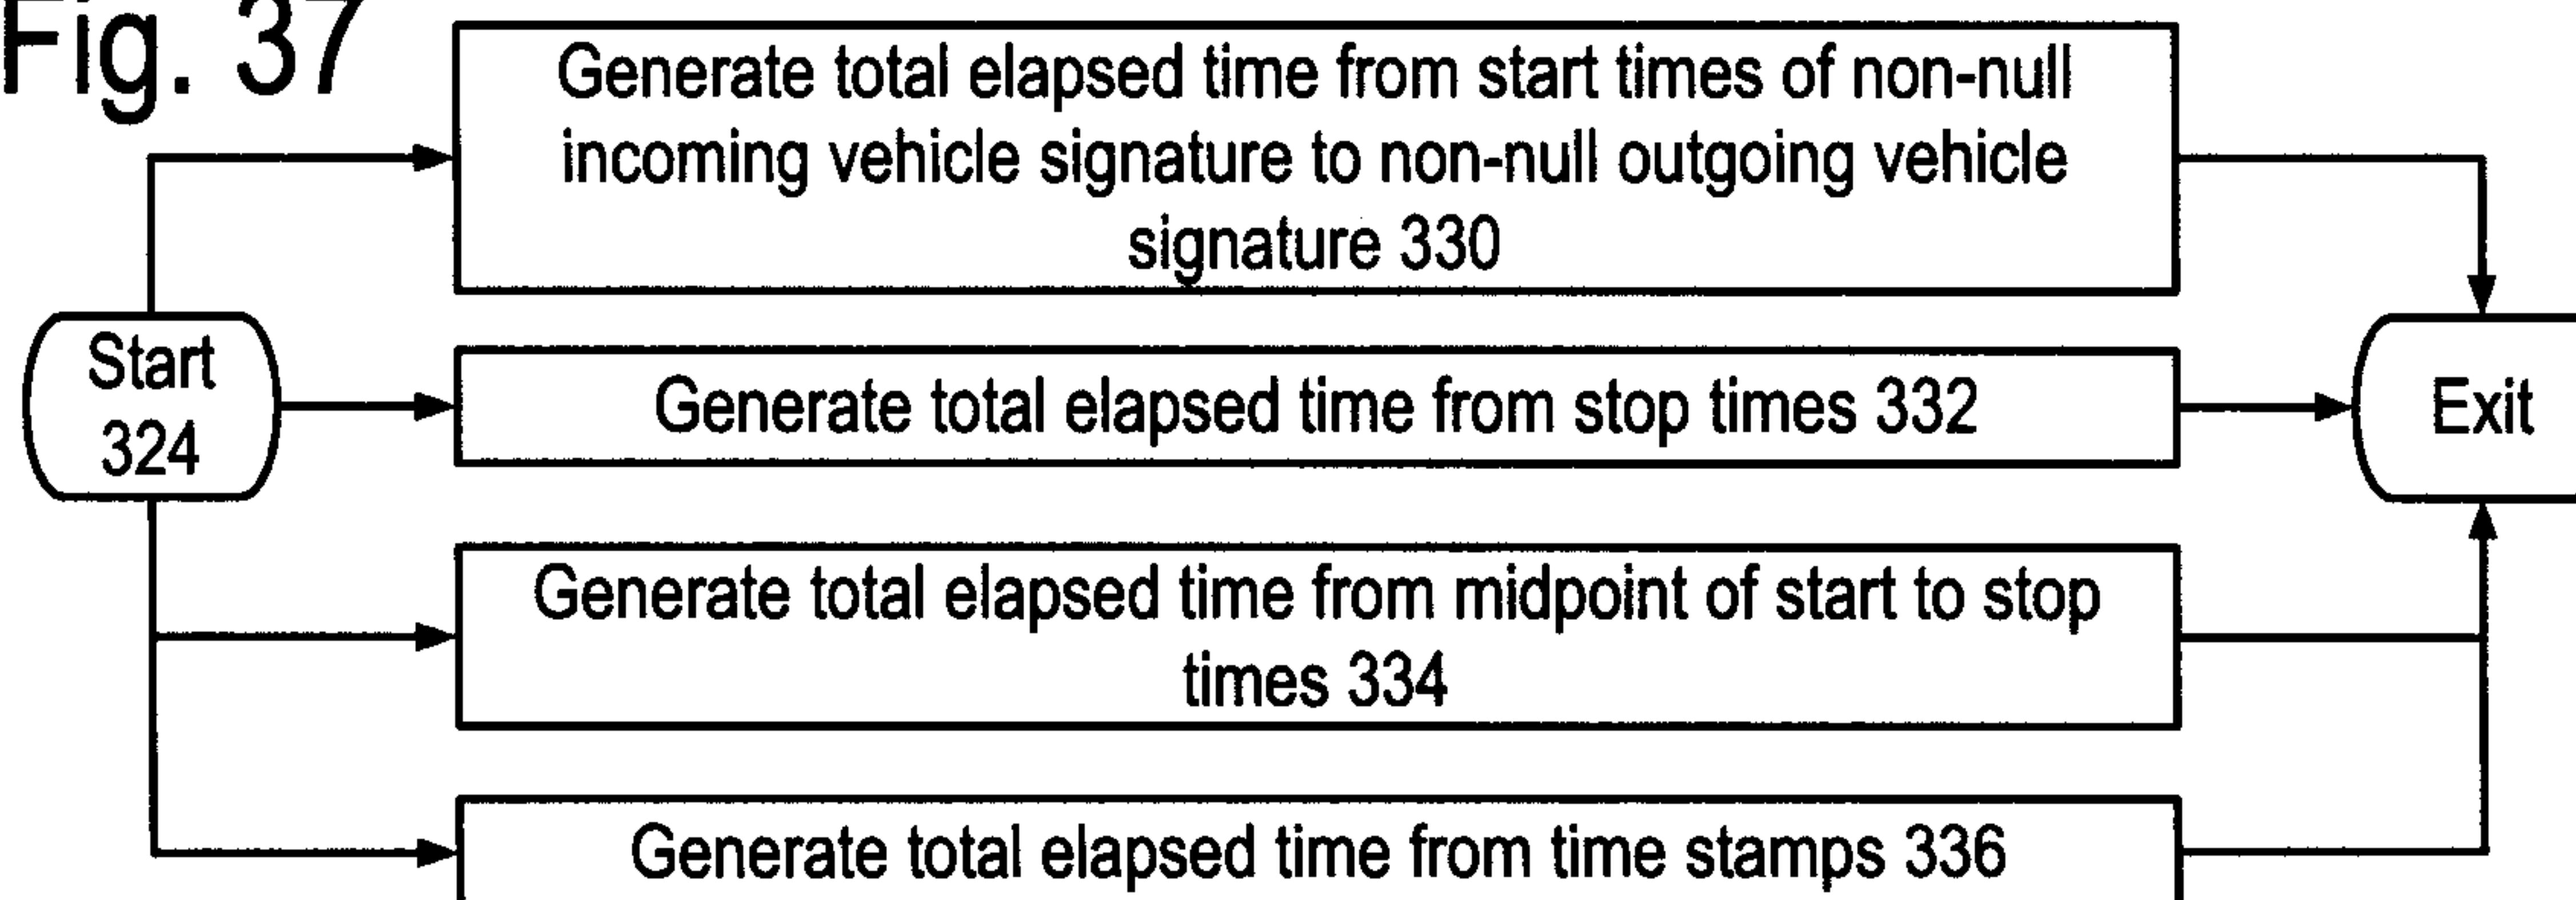 Fig. 37
Generate total elapsed time from start times of non-null
incoming vehicle signature to non-null outgoing vehicle
signature 330
Start
324
Generate total elapsed time from stop times 332
Exit
Generate total elapsed time from midpoint of start to stop
times 334
Generate total elapsed time from time stamps 336